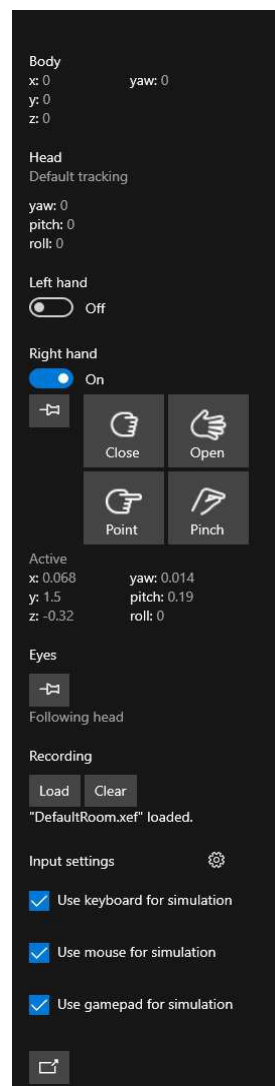 Body
x: 0 yaw: 0
y: 0
z: 0
Head
Default tracking
yaw: 0
pitch: 0
roll: 0
Left hand
Off
Right hand
On
Close Open
Point Pinch
Active
x: 0.068 yaw: 0.014
y: 1.5 pitch: 0.19
z: -0.32 roll: 0
Eyes
Following head
Recording
Load Clear
"DefaultRoom.xef" loaded.
Input settings
Use keyboard for simulation
Use mouse for simulation
Use gamepad for simulation